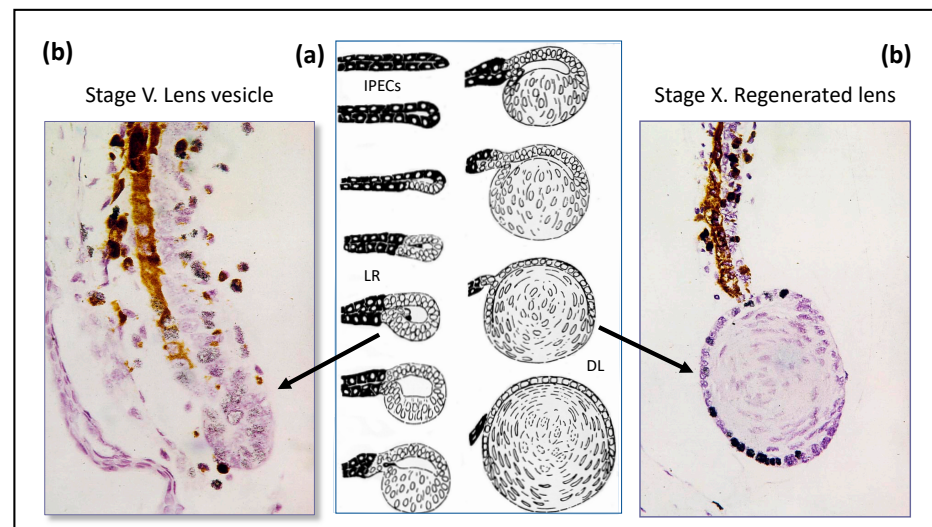 (b)
(a)
(b)
Stage V. Lens vesicle
IPECs
Stage X. Regenerated lens
LR
DL